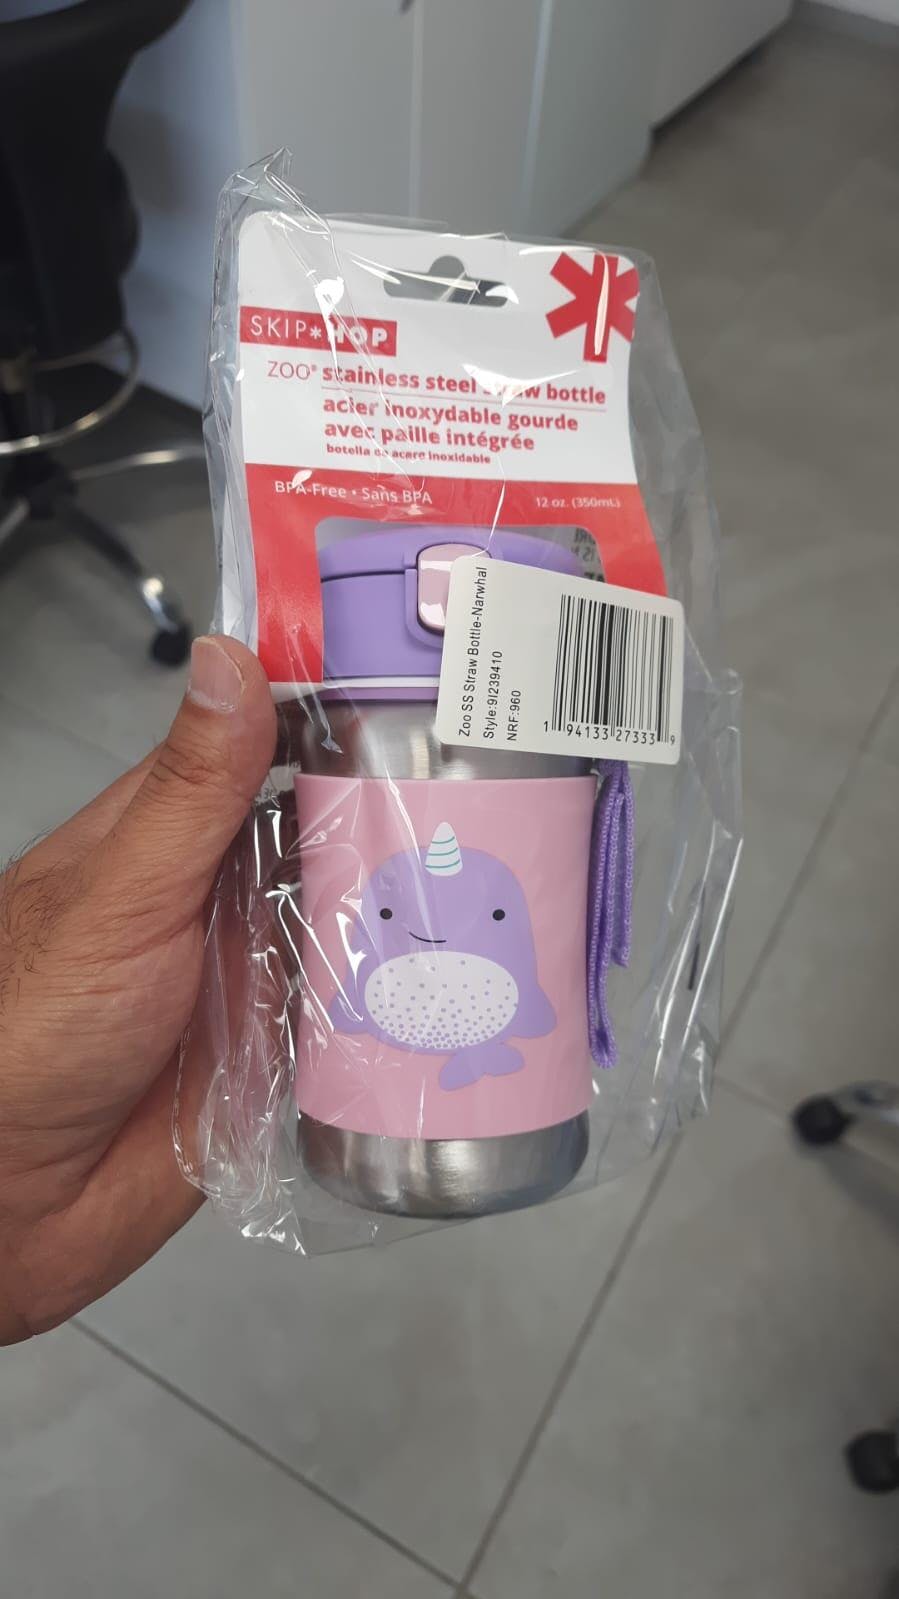 SKIP*HOP
ZOO® stainless steel straw bottle
acier inoxydable gourde
avec paille intégrée
botella de acero inoxidable
BPA-Free • Sans BPA
12 oz. (350mL)
Zoo SS Straw Bottle-Narwhal
Style:9I239410
NRF:960
1 94133 27333 9